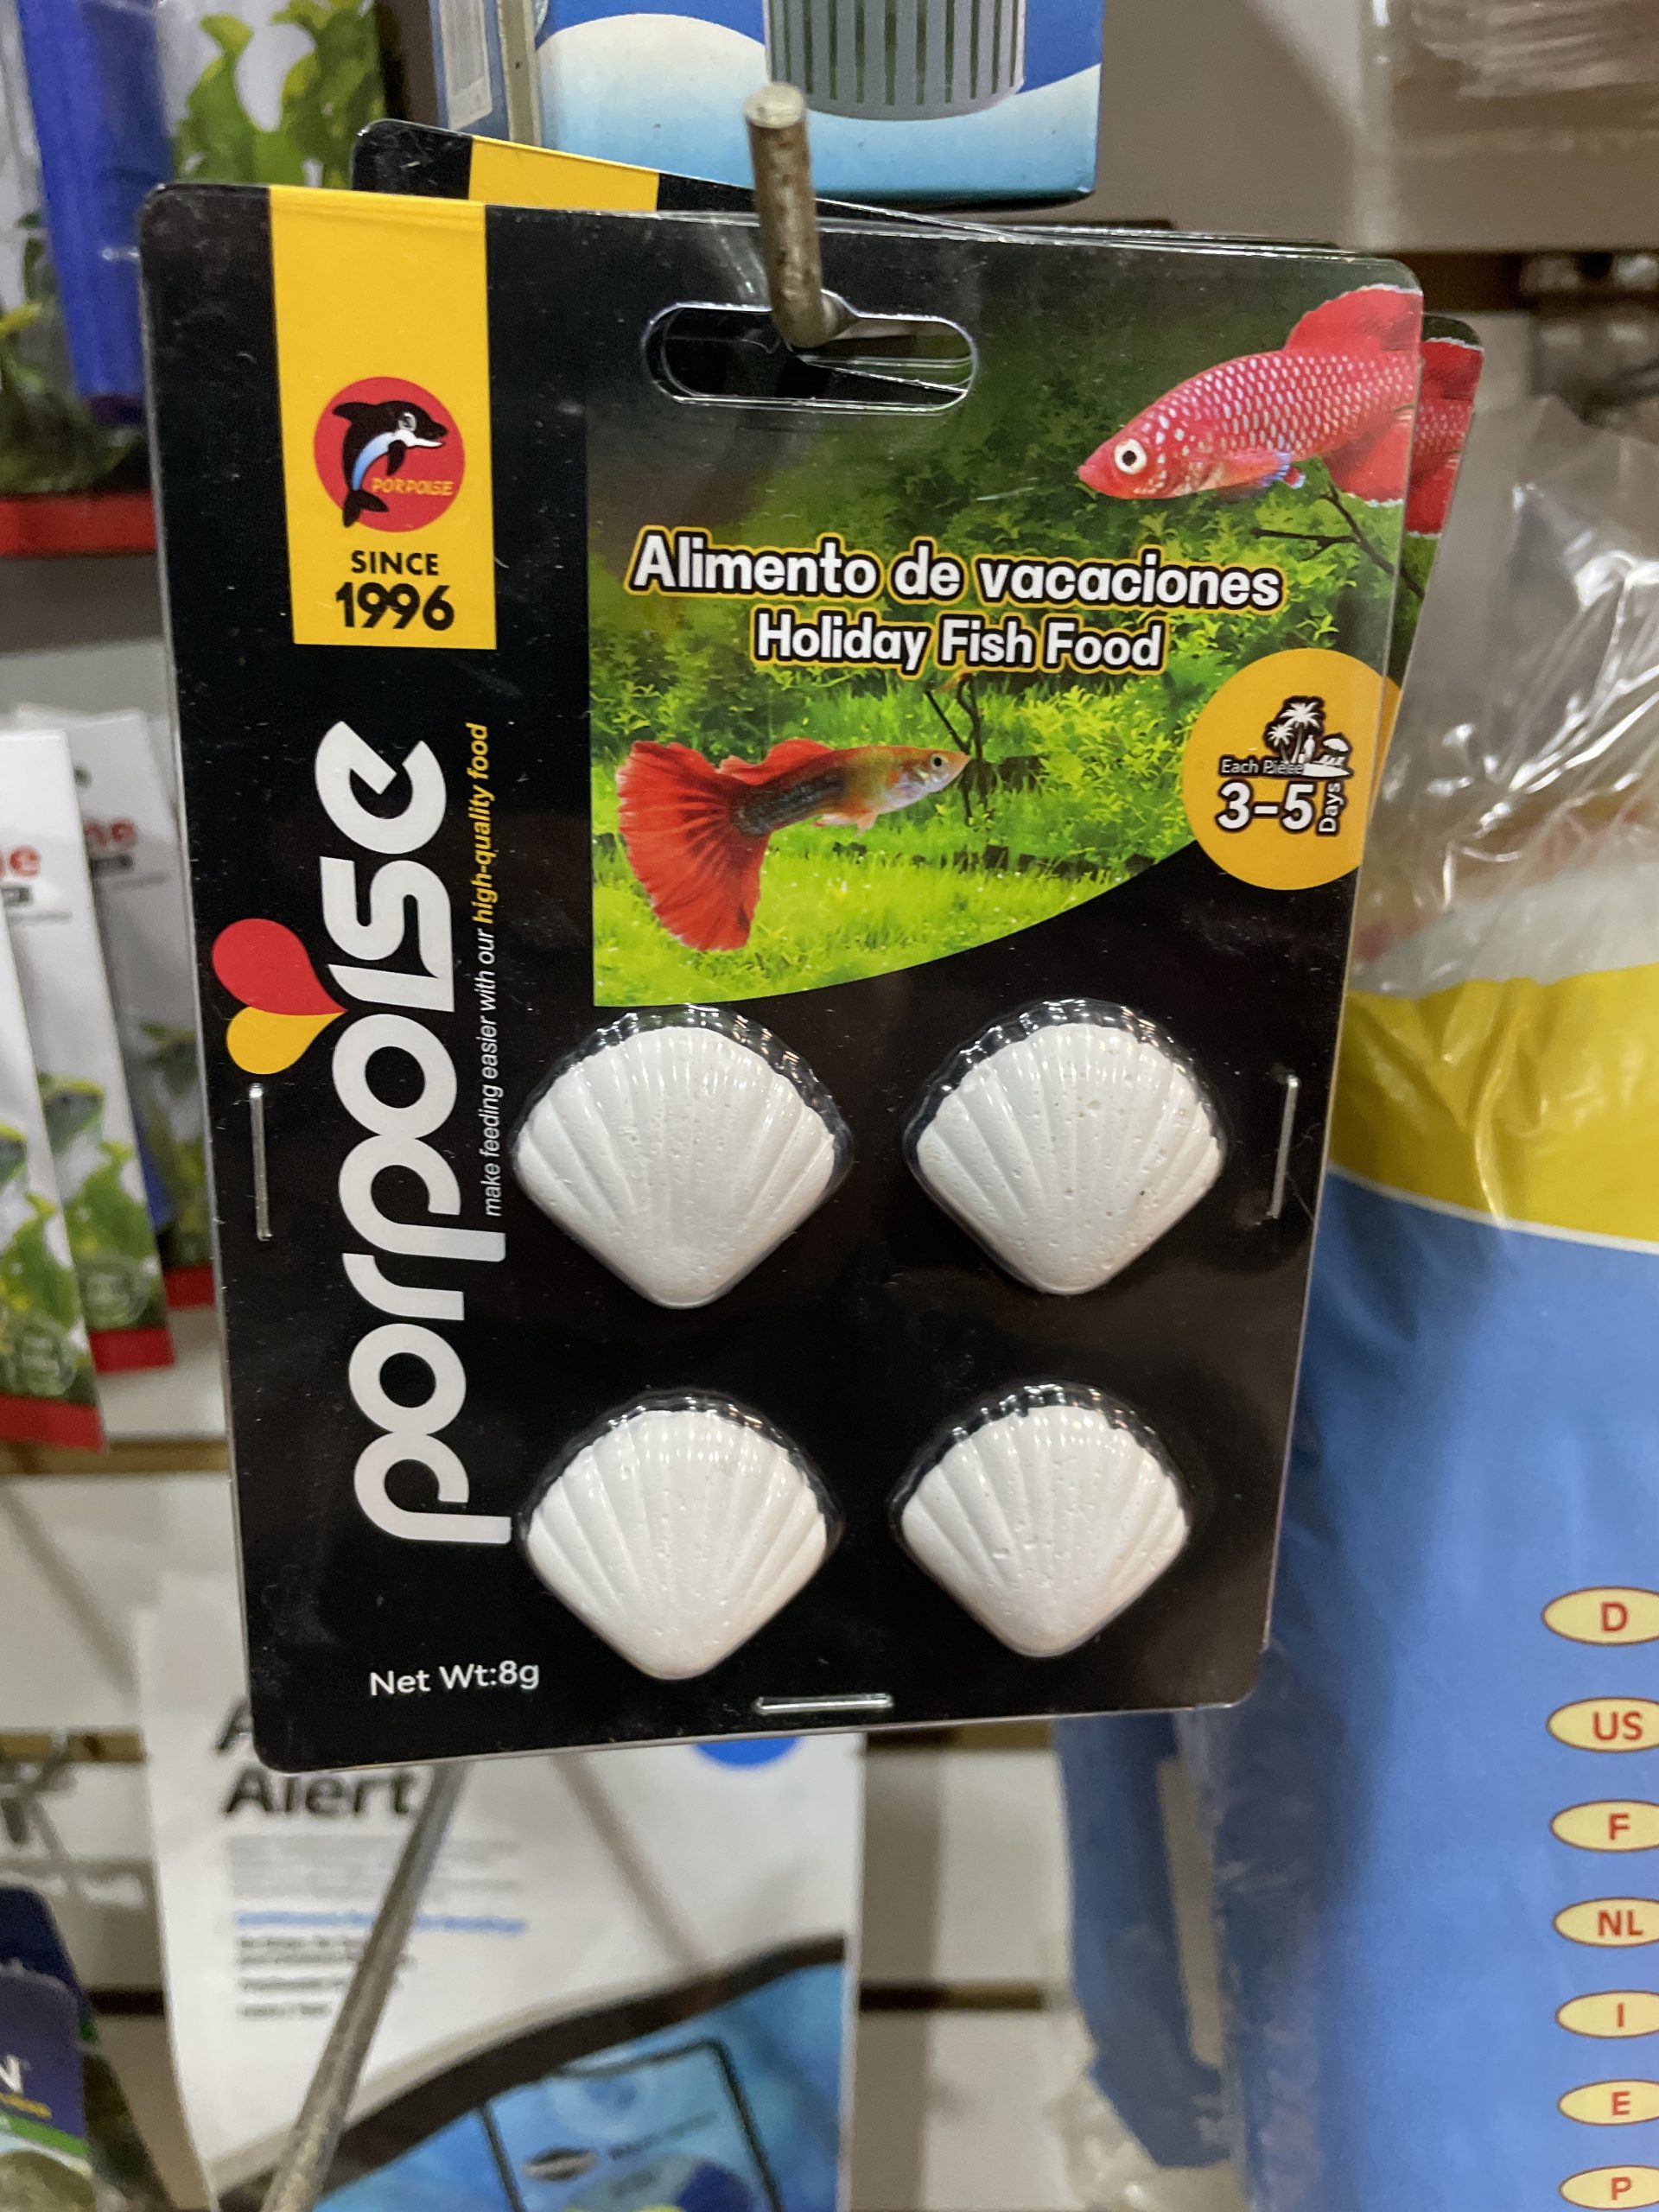 PORPOISE
SINCE
1996
Alimento de vacaciones
Holiday Fish Food
Each Piece
3-5
Days
porpoise
make feeding easier with our high-quality food
Net Wt:8g
Alert
D
US
F
NL
I
E
P